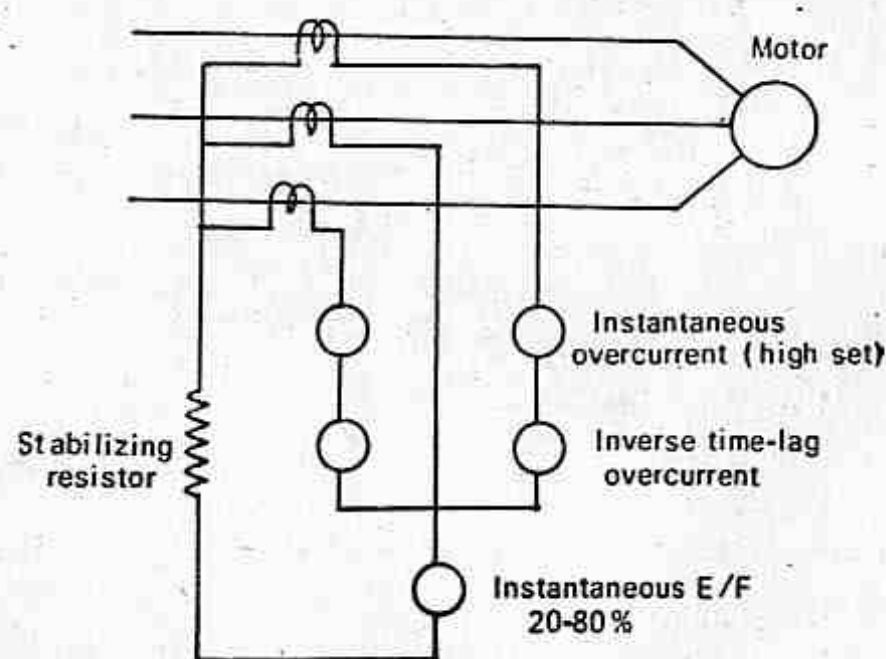 Motor
Instantaneous
overcurrent (high set)
Stabilizing
resistor
Inverse time-lag
overcurrent
Instantaneous E/F
20-80%